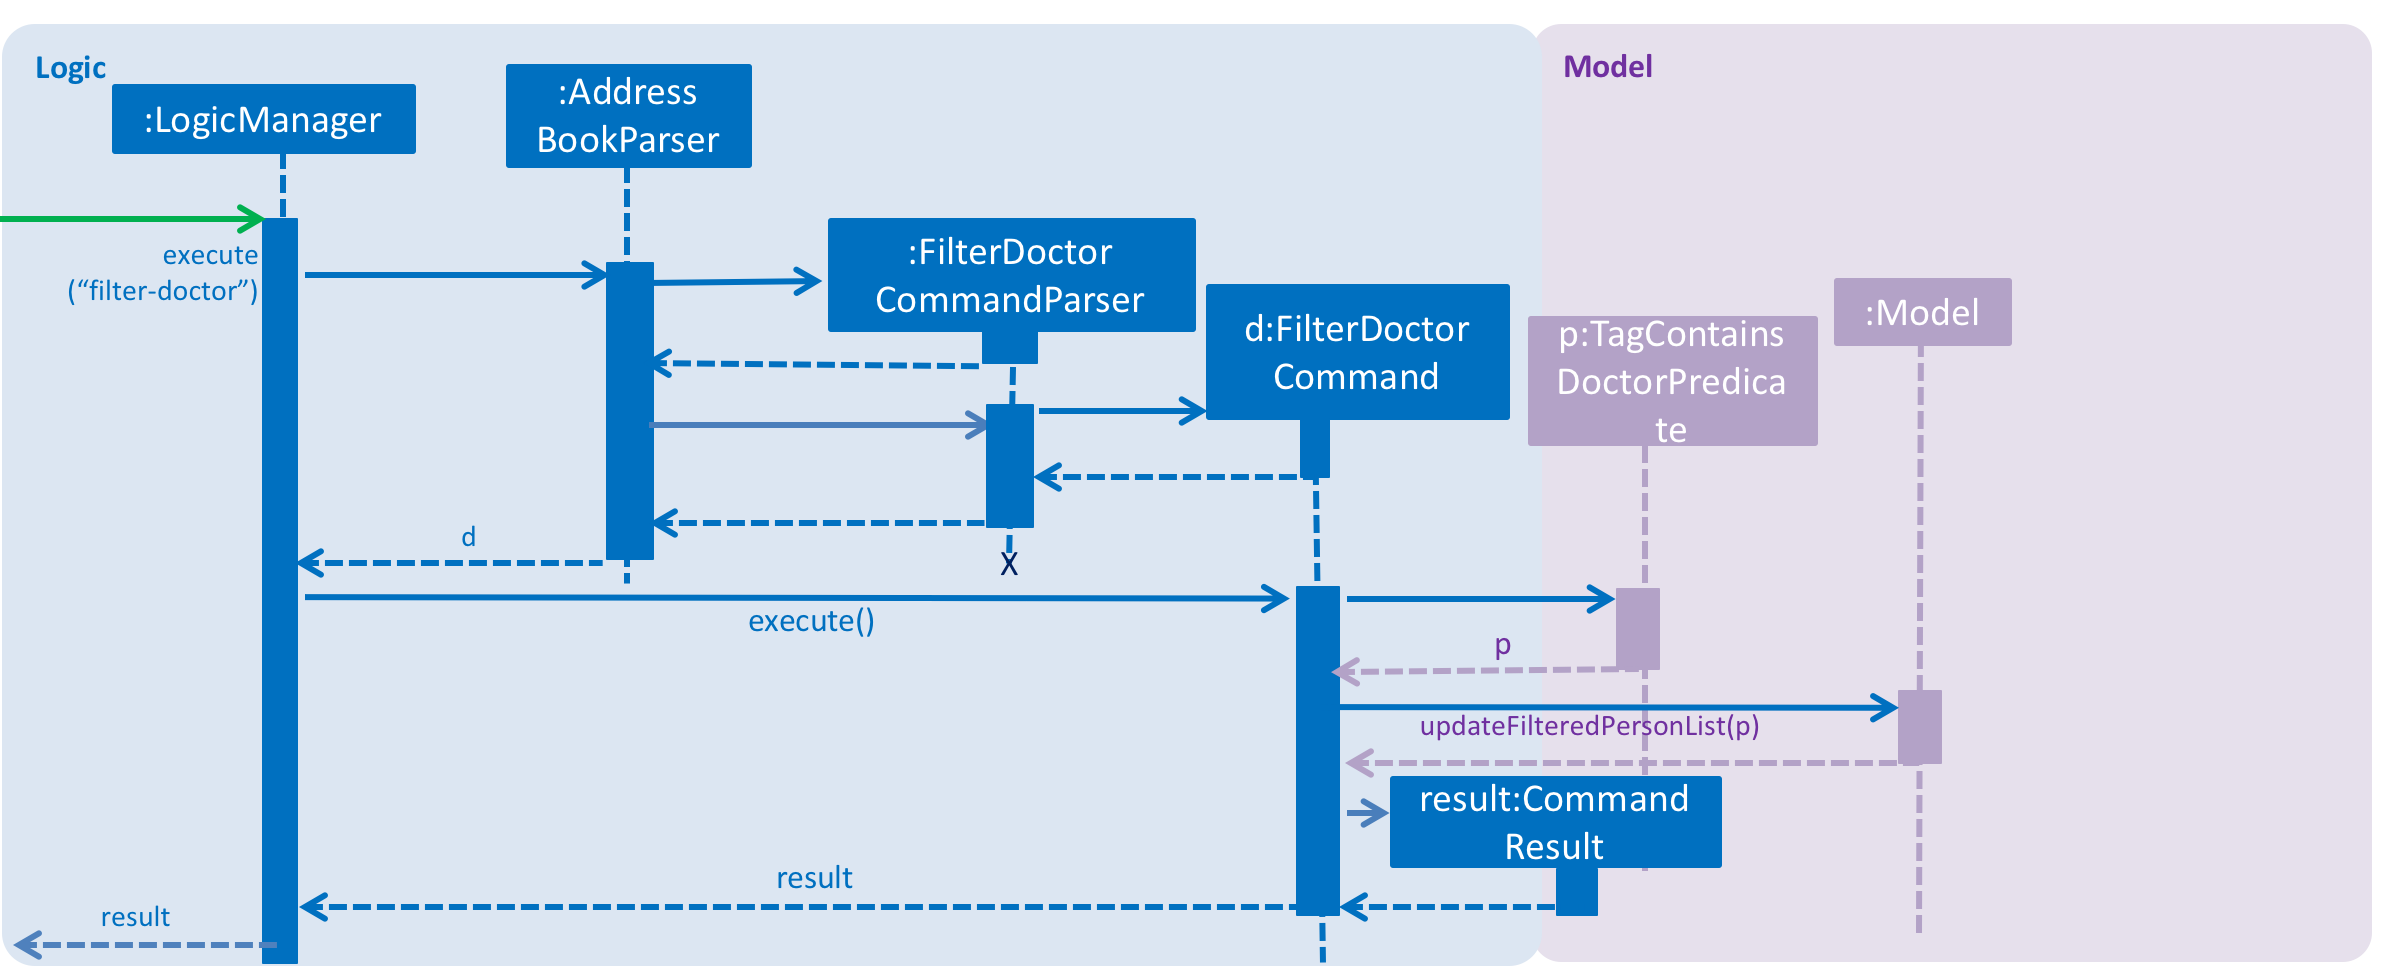 Logic
Model
:LogicManager
:Address
BookParser
execute
(“filter-doctor”)
:FilterDoctor
CommandParser
d:FilterDoctor
Command
p:TagContains
DoctorPredica
te
:Model
d
X
execute()
p
updateFilteredPersonList(p)
result:Command
Result
result
result